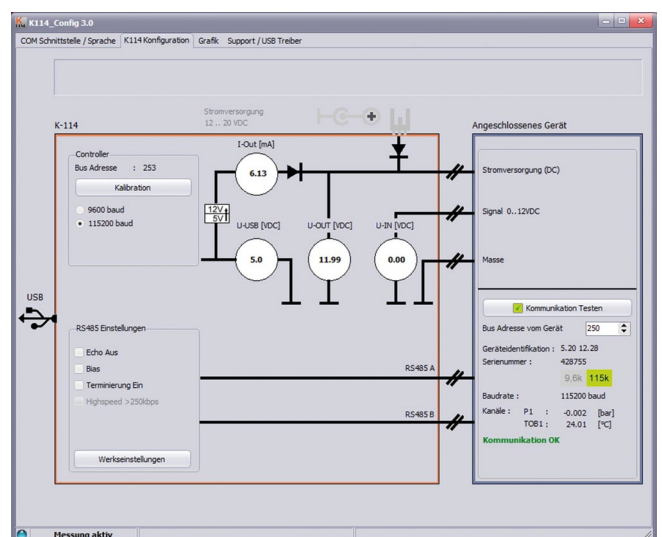 K114_Config 3.0
COM Schnittstelle / Sprache K114 Konfiguration Grafik Support / USB Treiber
Stromversorgung
12 .. 20 VDC
K-114
Angeschlossenes Gerät
Controller
Bus Adresse : 253
Kalibration
9600 baud
115200 baud
I-Out [mA]
6.13
12V
5V
U-USB [VDC] U-OUT [VDC] U-IN [VDC]
5.0 11.99 0.00
Stromversorgung (DC)
Signal 0..12VDC
Masse
USB
RS485 Einstellungen
Echo Aus
Bias
Terminierung Ein
Highspeed >250kbps
Werkseinstellungen
RS485 A
RS485 B
Kommunikation Testen
Bus Adresse vom Gerät 250
Geräteidentifikation : 5.20 12.28
Serienummer : 428755
9,6k 115k
Baudrate : 115200 baud
Kanäle : P1 : -0.002 [bar]
TOB1 : 24.01 [°C]
Kommunikation OK
Messung aktiv